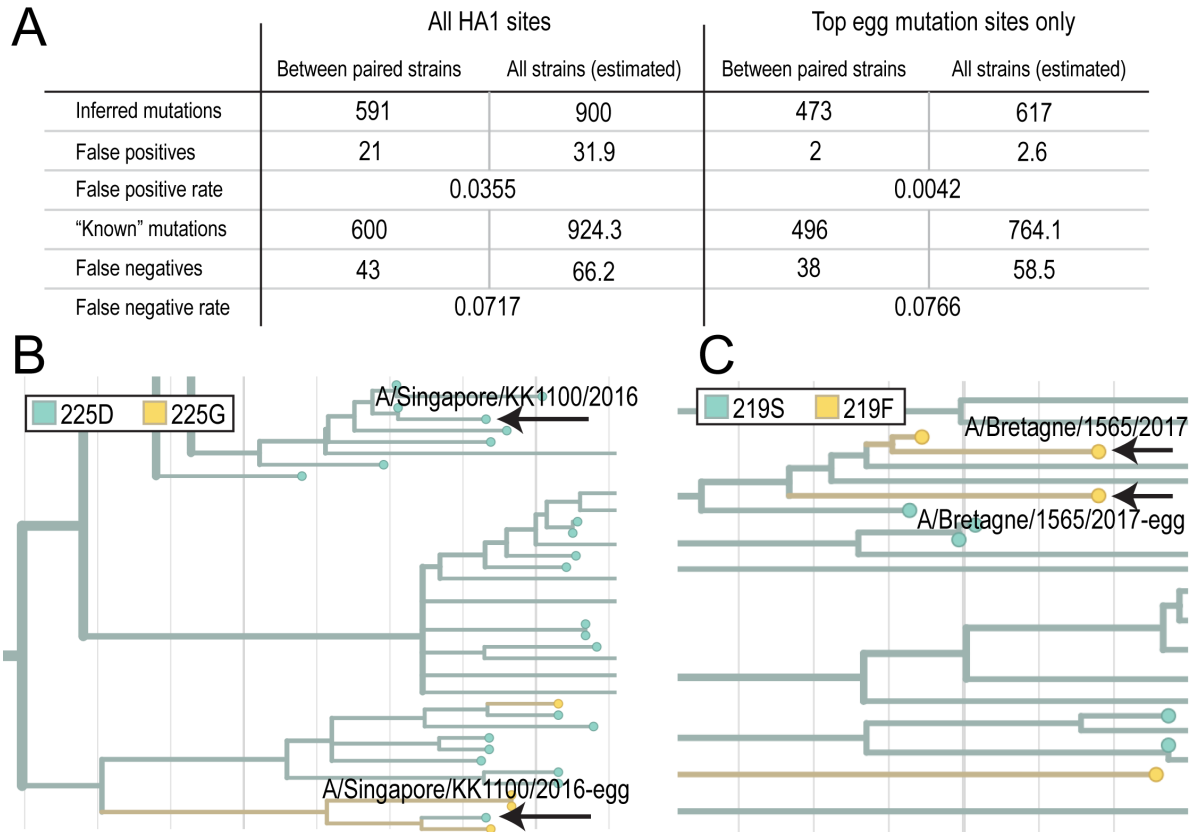 A
All HA1 sites Top egg mutation sites only
Between paired strains All strains (estimated) Between paired strains All strains (estimated)
Inferred mutations 591 900 473 617
False positives 21 31.9 2 2.6
False positive rate 0.0355 0.0042
“Known” mutations 600 924.3 496 764.1
False negatives 43 66.2 38 58.5
False negative rate 0.0717 0.0766
B
225D 225G
A/Singapore/KK1100/2016
A/Singapore/KK1100/2016-egg
C
219S 219F
A/Bretagne/1565/2017
A/Bretagne/1565/2017-egg